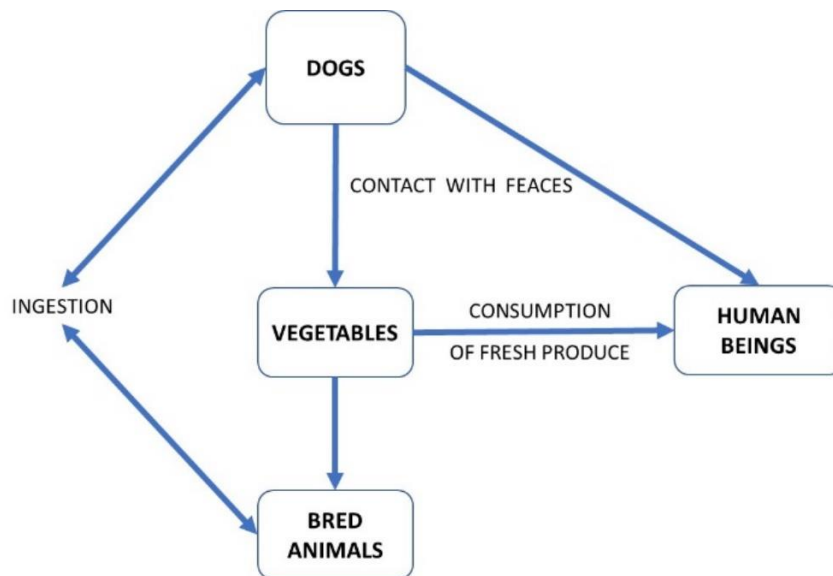 DOGS
CONTACT WITH FEACES
INGESTION
VEGETABLES
CONSUMPTION
OF FRESH PRODUCE
HUMAN
BEINGS
BRED
ANIMALS